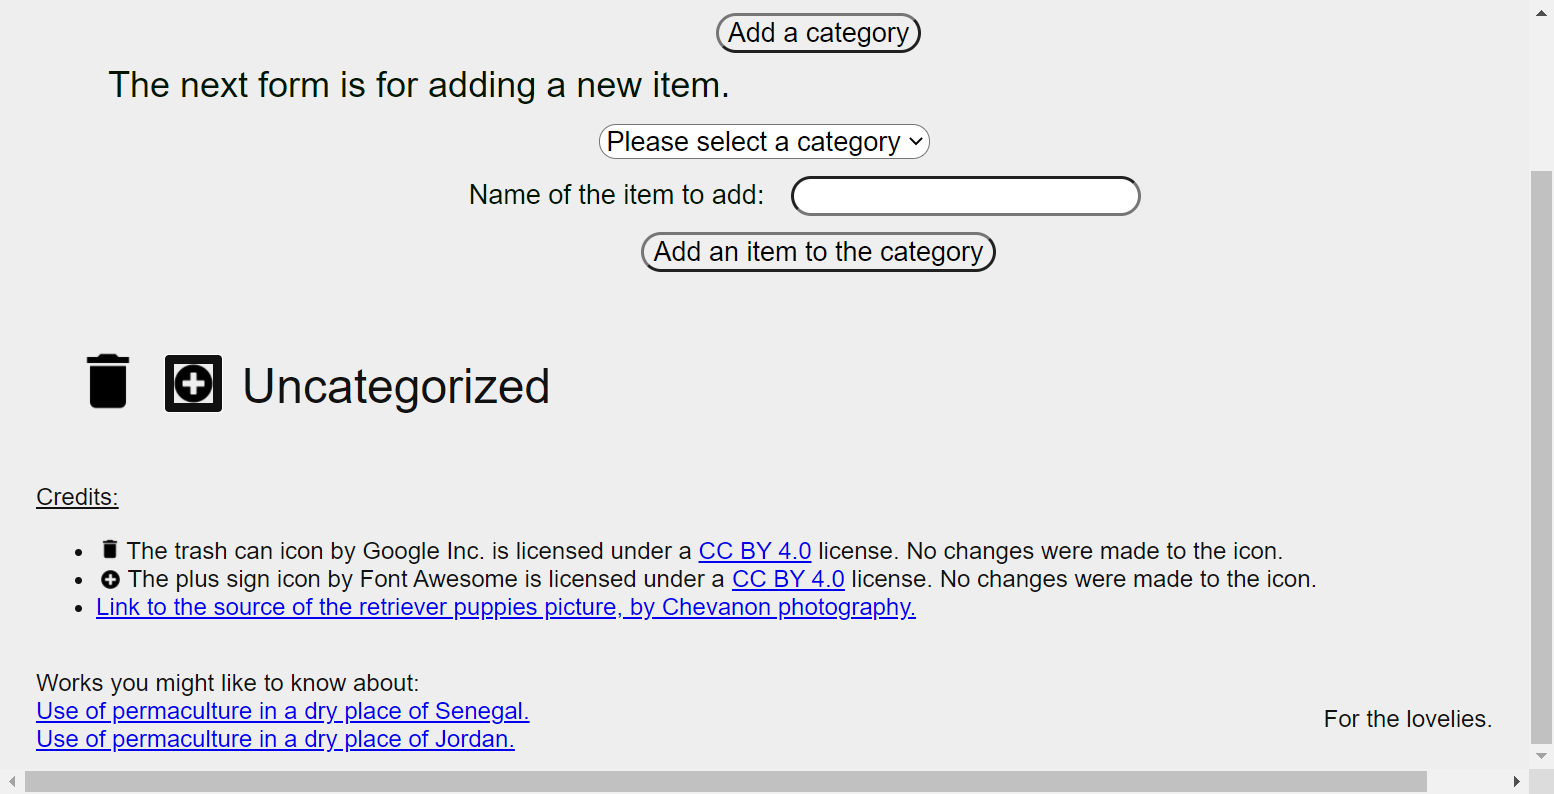 Add a category
The next form is for adding a new item.
Please select a category
Name of the item to add:
Add an item to the category
Uncategorized
Credits:
The trash can icon by Google Inc. is licensed under a CC BY 4.0 license. No changes were made to the icon.
The plus sign icon by Font Awesome is licensed under a CC BY 4.0 license. No changes were made to the icon.
Link to the source of the retriever puppies picture, by Chevanon photography.
Works you might like to know about:
Use of permaculture in a dry place of Senegal.
Use of permaculture in a dry place of Jordan.
For the lovelies.